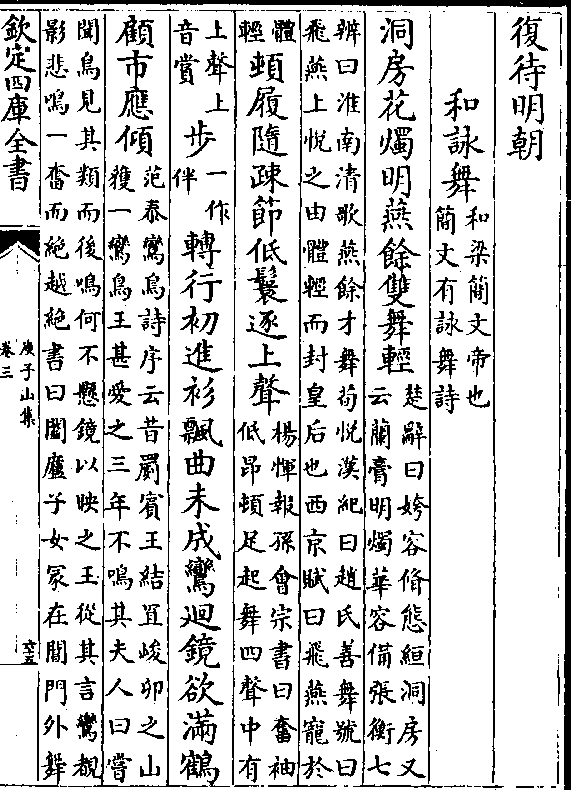 復待明朝
和詠舞和梁簡文帝也
簡文有詠舞詩
洞房花燭明燕餘雙舞輕楚辭曰姱容脩態絙洞房又
云蘭膏明燭華容備張衡七
辨曰淮南清歌燕餘才舞荀悅漢紀曰趙氏善舞號曰
飛燕上悅之由體輕而封皇后也西京賦曰飛燕寵於
體
輕頓履隨疎節低鬟逐上聲楊惲報孫會宗書曰奮袖
低昂頓足起舞四聲中有
上聲上
音賞步一作
伴轉行初進衫飄曲未成鸞迴鏡欲滿鶴
顧市應傾范泰鸞鳥詩序云昔罽賓王結罝峻卯之山
獲一鸞鳥王甚愛之三年不鳴其夫人曰嘗
聞鳥見其類而後鳴何不懸鏡以映之王從其言鸞覩
影悲鳴一奮而絕越絕書曰闔廬子女冢在閶門外舞
欽定四庫全書
庾子山集
卷三